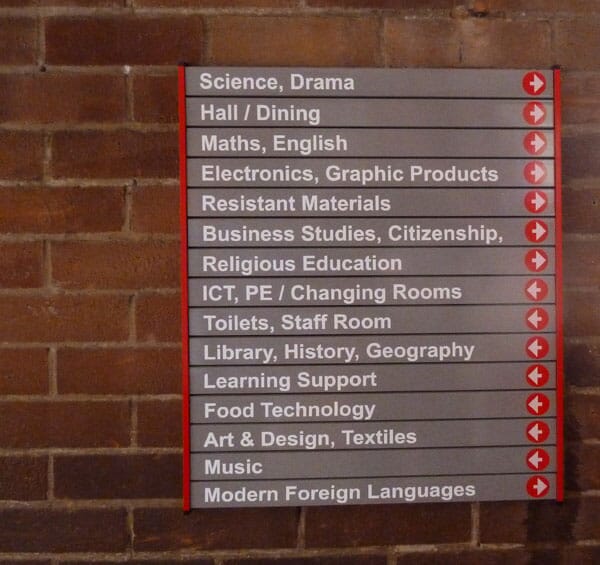 Science, Drama
Hall / Dining
Maths, English
Electronics, Graphic Products
Resistant Materials
Business Studies, Citizenship,
Religious Education
ICT, PE / Changing Rooms
Toilets, Staff Room
Library, History, Geography
Learning Support
Food Technology
Art & Design, Textiles
Music
Modern Foreign Languages